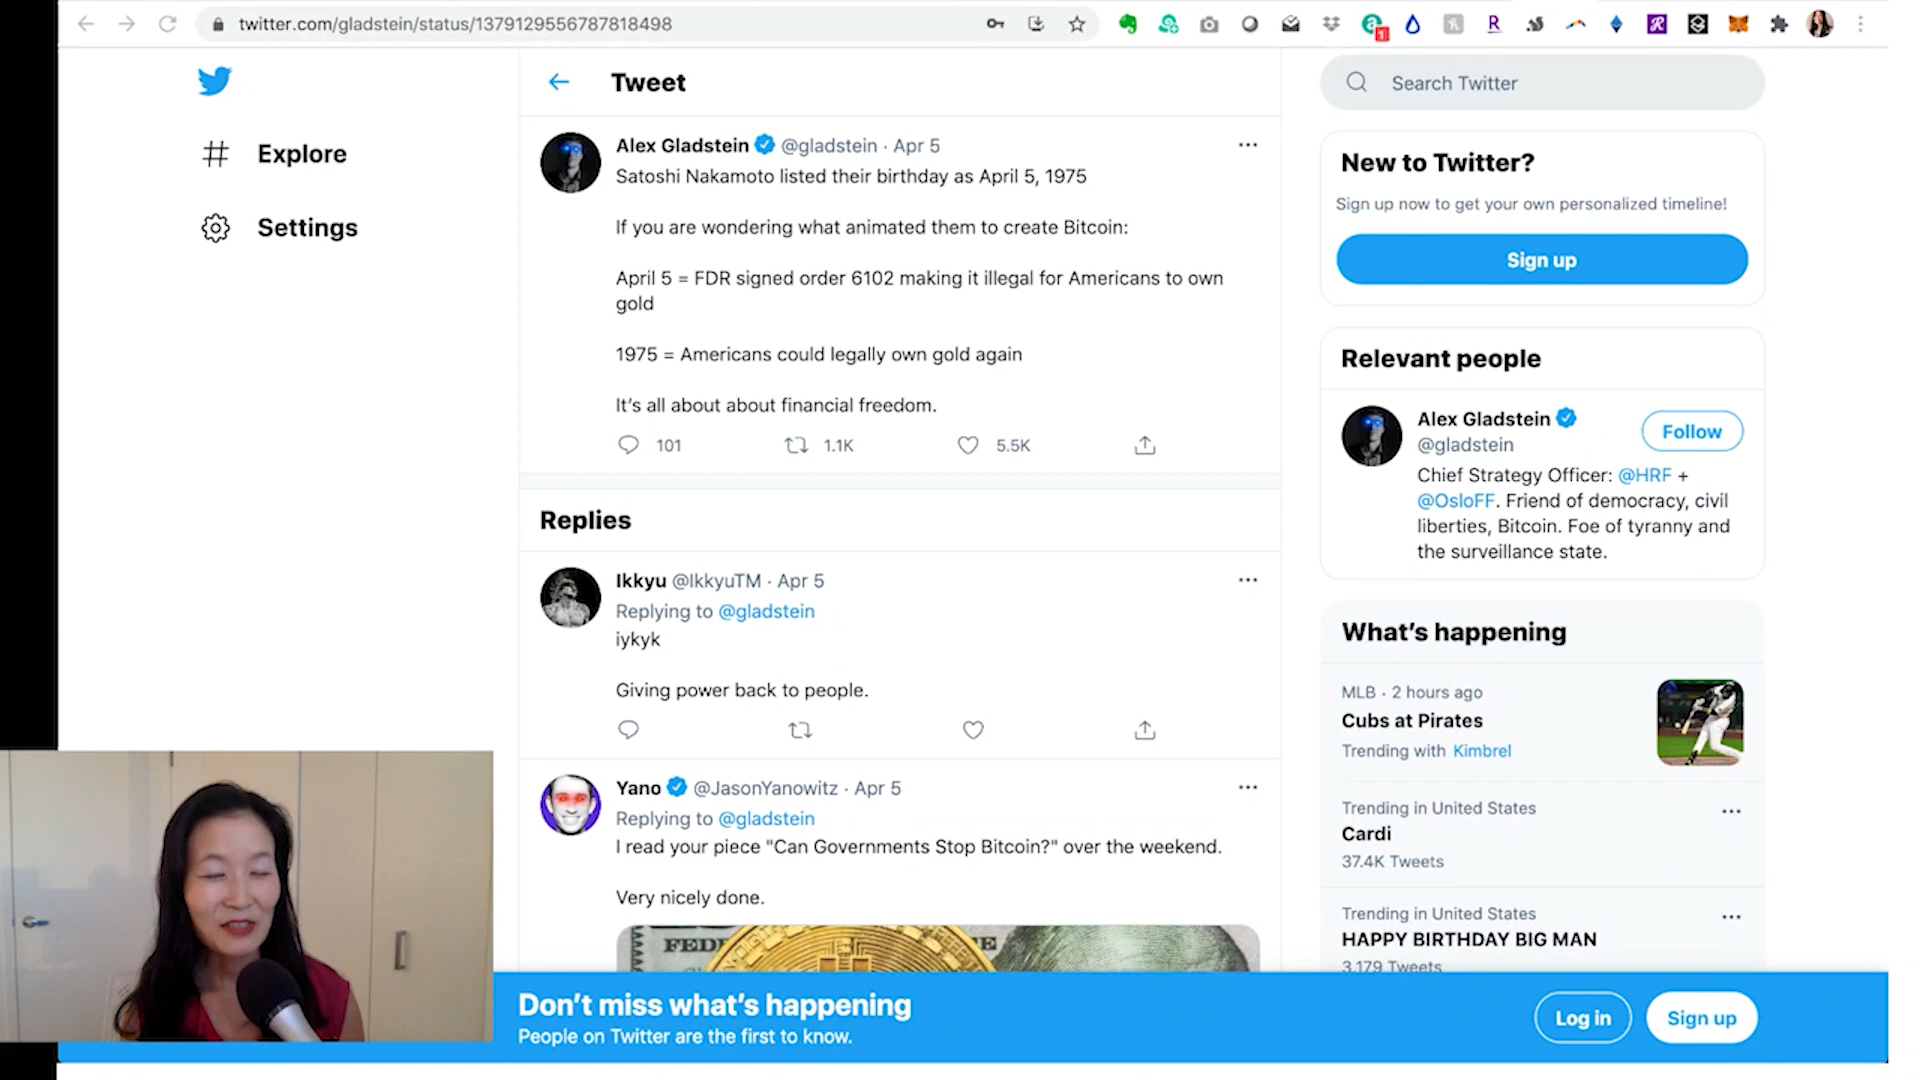 twitter.com/gladstein/status/1379129556787818498
Explore
Settings
Tweet
Alex Gladstein @gladstein · Apr 5
Satoshi Nakamoto listed their birthday as April 5, 1975
If you are wondering what animated them to create Bitcoin:
April 5 = FDR signed order 6102 making it illegal for Americans to own
gold
1975 = Americans could legally own gold again
It's all about about financial freedom.
101 1.1K 5.5K
Replies
Ikkyu @IkkyuTM · Apr 5
Replying to @gladstein
iykyk
Giving power back to people.
Yano @JasonYanowitz · Apr 5
Replying to @gladstein
I read your piece "Can Governments Stop Bitcoin?" over the weekend.
Very nicely done.
Search Twitter
New to Twitter?
Sign up now to get your own personalized timeline!
Sign up
Relevant people
Alex Gladstein
@gladstein
Follow
Chief Strategy Officer: @HRF +
@OsloFF. Friend of democracy, civil
liberties, Bitcoin. Foe of tyranny and
the surveillance state.
What's happening
MLB · 2 hours ago
Cubs at Pirates
Trending with Kimbrel
Trending in United States
Cardi
37.4K Tweets
Trending in United States
HAPPY BIRTHDAY BIG MAN
3,179 Tweets
Don't miss what's happening
People on Twitter are the first to know.
Log in
Sign up